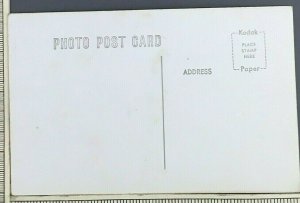 PHOTO POST CARD
Kodak
PLACE
STAMP
HERE
Paper
ADDRESS